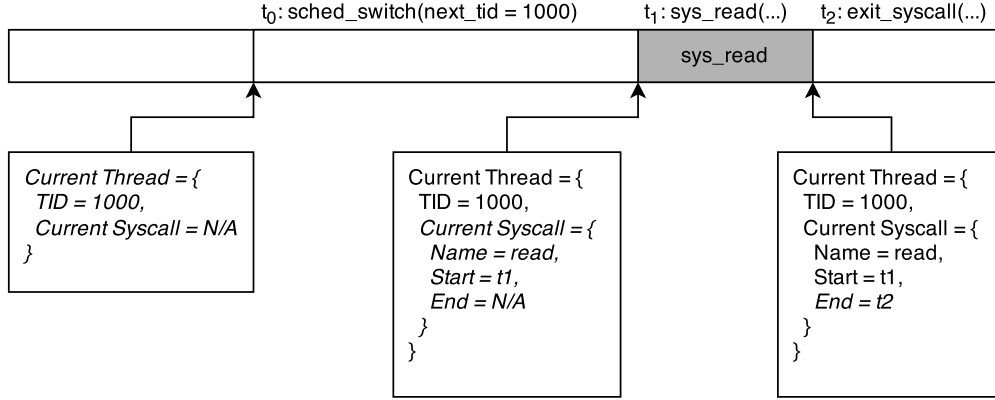 t0: sched_switch(next_tid = 1000)
t1: sys_read(...)
t2: exit_syscall(...)
sys_read
Current Thread = {
TID = 1000,
Current Syscall = N/A
}
Current Thread = {
TID = 1000,
Current Syscall = {
Name = read,
Start = t1,
End = N/A
}
}
Current Thread = {
TID = 1000,
Current Syscall = {
Name = read,
Start = t1,
End = t2
}
}